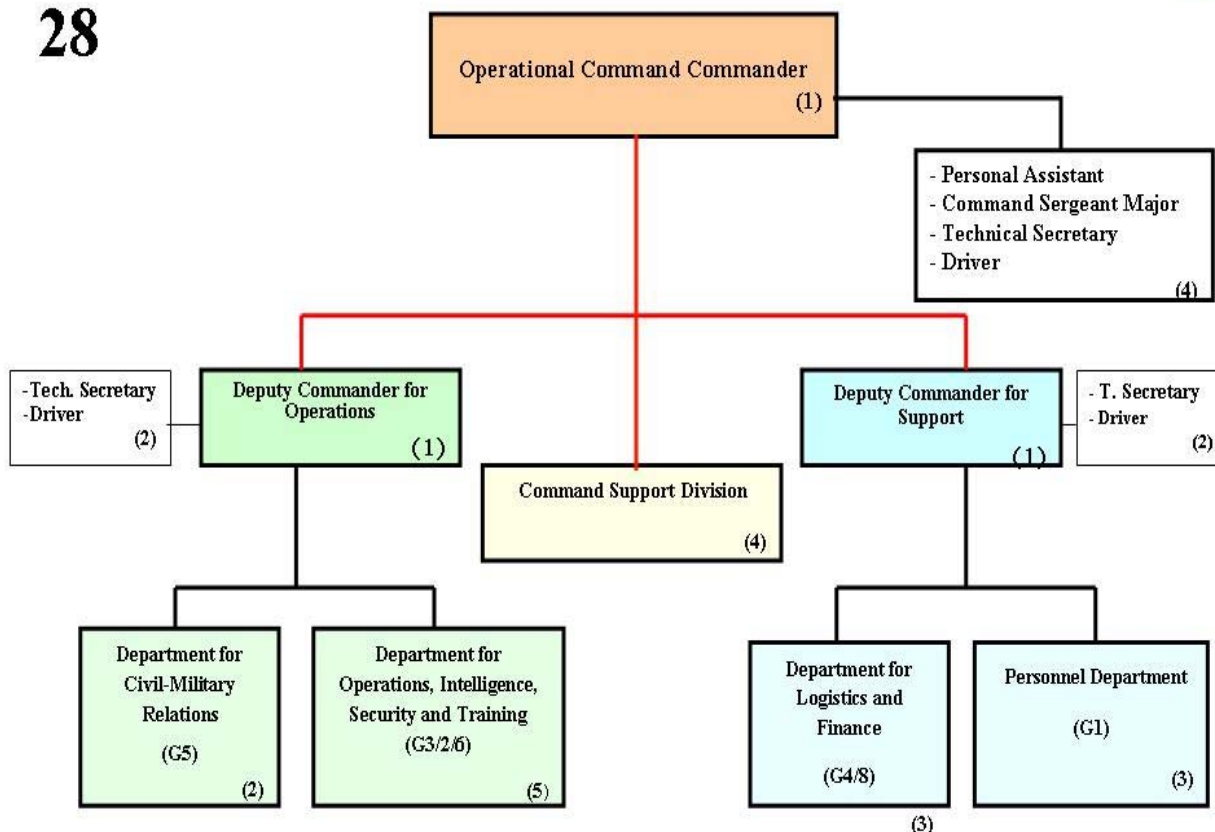 28
Operational Command Commander
(1)
- Personal Assistant
- Command Sergeant Major
- Technical Secretary
- Driver
(4)
-Tech. Secretary
-Driver
(2)
Deputy Commander for
Operations
(1)
Deputy Commander for
Support
(1)
- T. Secretary
- Driver
(2)
Command Support Division
(4)
Department for
Civil-Military
Relations
(G5)
(2)
Department for
Operations, Intelligence,
Security and Training
(G3/2/6)
(5)
Department for
Logistics and
Finance
(G4/8)
(3)
Personnel Department
(G1)
(3)